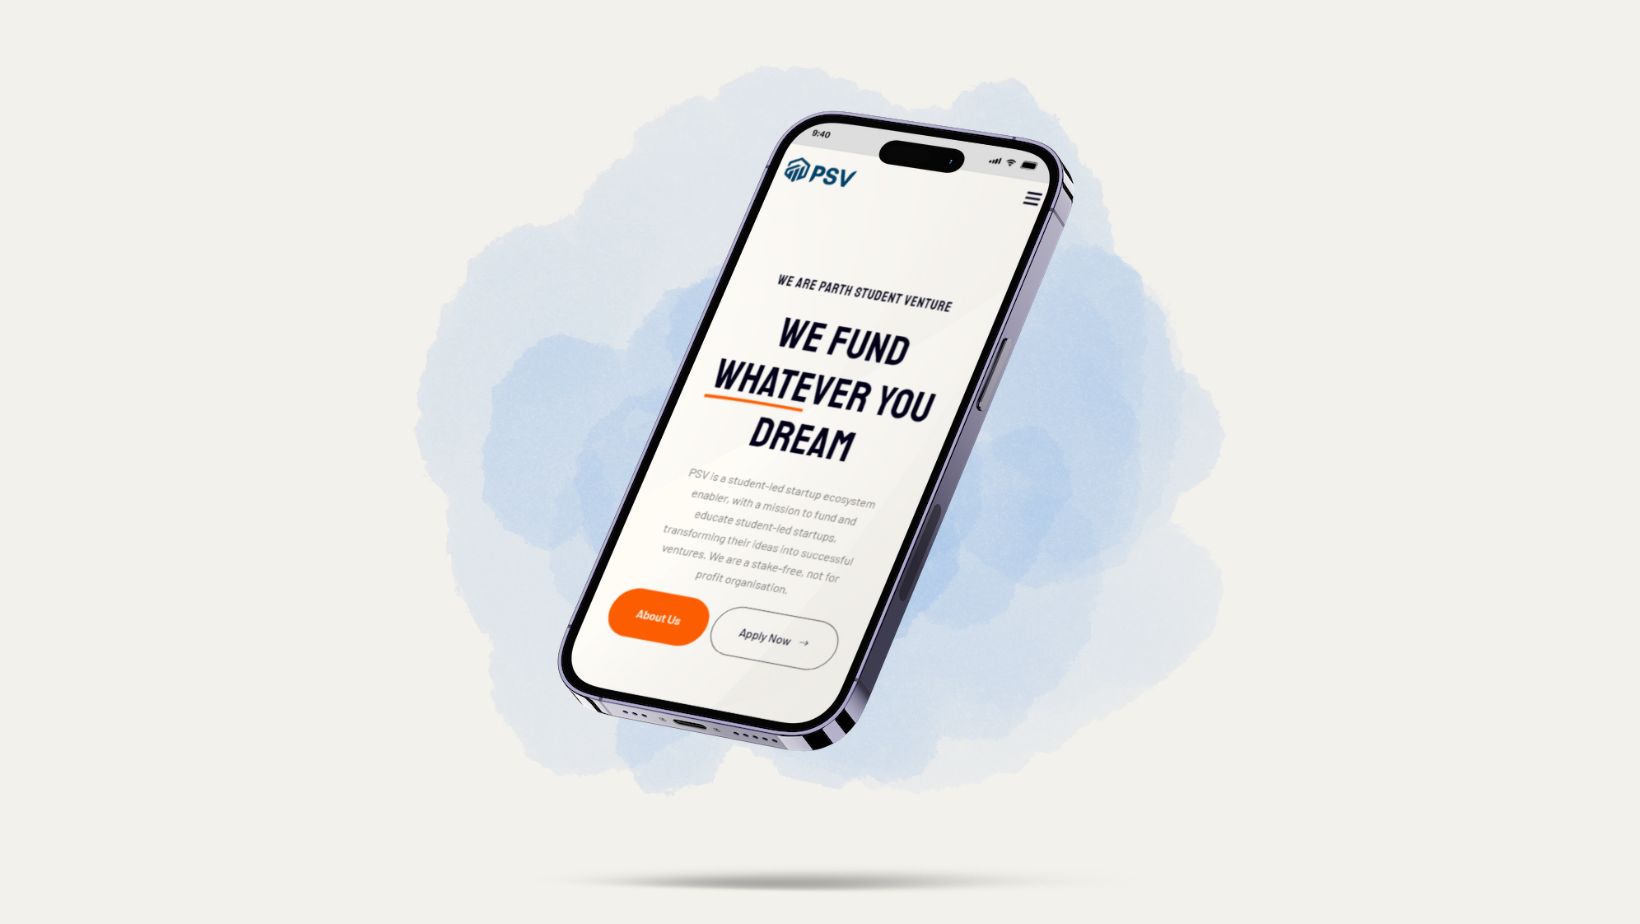 9:40
PSV
WE ARE PARTH STUDENT VENTURE
WE FUND
WHATEVER YOU
DREAM
PSV is a student-led startup ecosystem
enabler, with a mission to fund and
educate student-led startups,
transforming their ideas into successful
ventures. We are a stake-free, not for
profit organisation.
About Us
Apply Now →